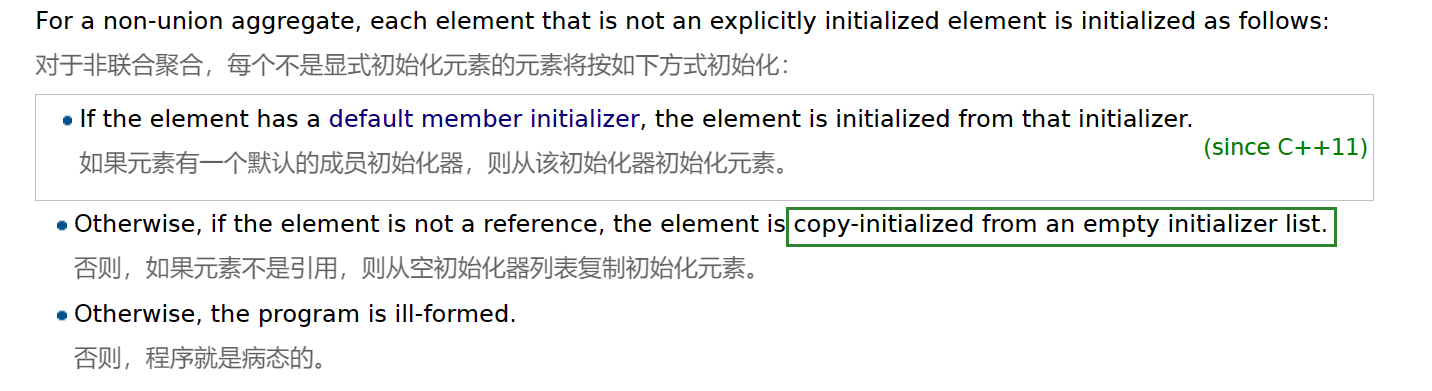 For a non-union aggregate, each element that is not an explicitly initialized element is initialized as follows:
对于非联合聚合，每个不是显式初始化元素的元素将按如下方式初始化：
If the element has a default member initializer, the element is initialized from that initializer.
(since C++11)
如果元素有一个默认的成员初始化器，则从该初始化器初始化元素。
Otherwise, if the element is not a reference, the element is copy-initialized from an empty initializer list.
否则，如果元素不是引用，则从空初始化器列表复制初始化元素。
Otherwise, the program is ill-formed.
否则，程序就是病态的。